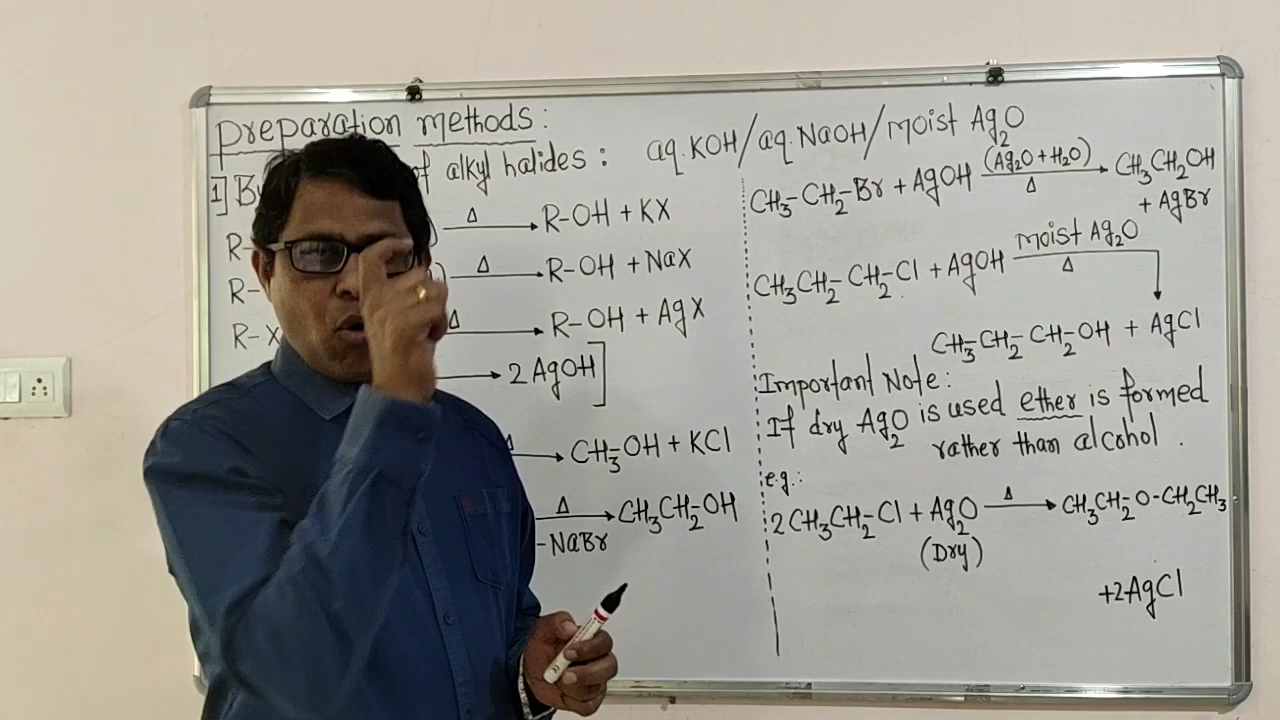 preparation methods:
1] By of alkyl halides: aq.KOH/aq.NaOH/moist Ag₂O
R- ) Δ→ R-OH + KX
R- ) Δ→ R-OH + NaX
R-X Δ→ R-OH + AgX
→ 2AgOH]
Δ→ CH₃-OH + KCl
Δ→ CH₃CH₂-OH
-NaBr
CH₃-CH₂-Br + AgOH (Ag₂O + H₂O)→ CH₃CH₂OH
Δ + AgBr
CH₃CH₂-CH₂-Cl + AgOH moist Ag₂O
Δ
CH₃-CH₂-CH₂-OH + AgCl
Important Note:
If dry Ag₂O is used ether is formed
rather than alcohol.
e.g.:
2CH₃CH₂-Cl + Ag₂O Δ→ CH₃CH₂-O-CH₂CH₃
(Dry)
+2AgCl